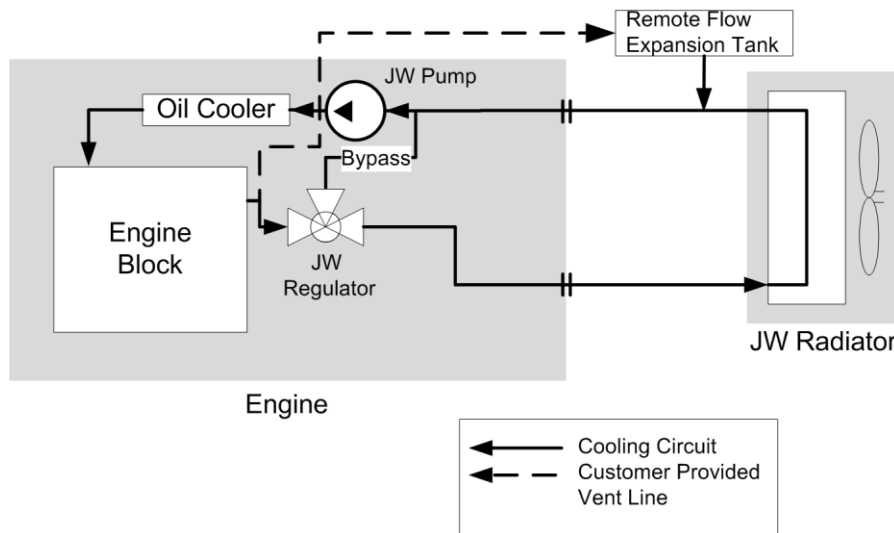 Remote Flow
Expansion Tank
JW Pump
Oil Cooler
Bypass
Engine
Block
JW
Regulator
JW Radiator
Engine
Cooling Circuit
Customer Provided
Vent Line